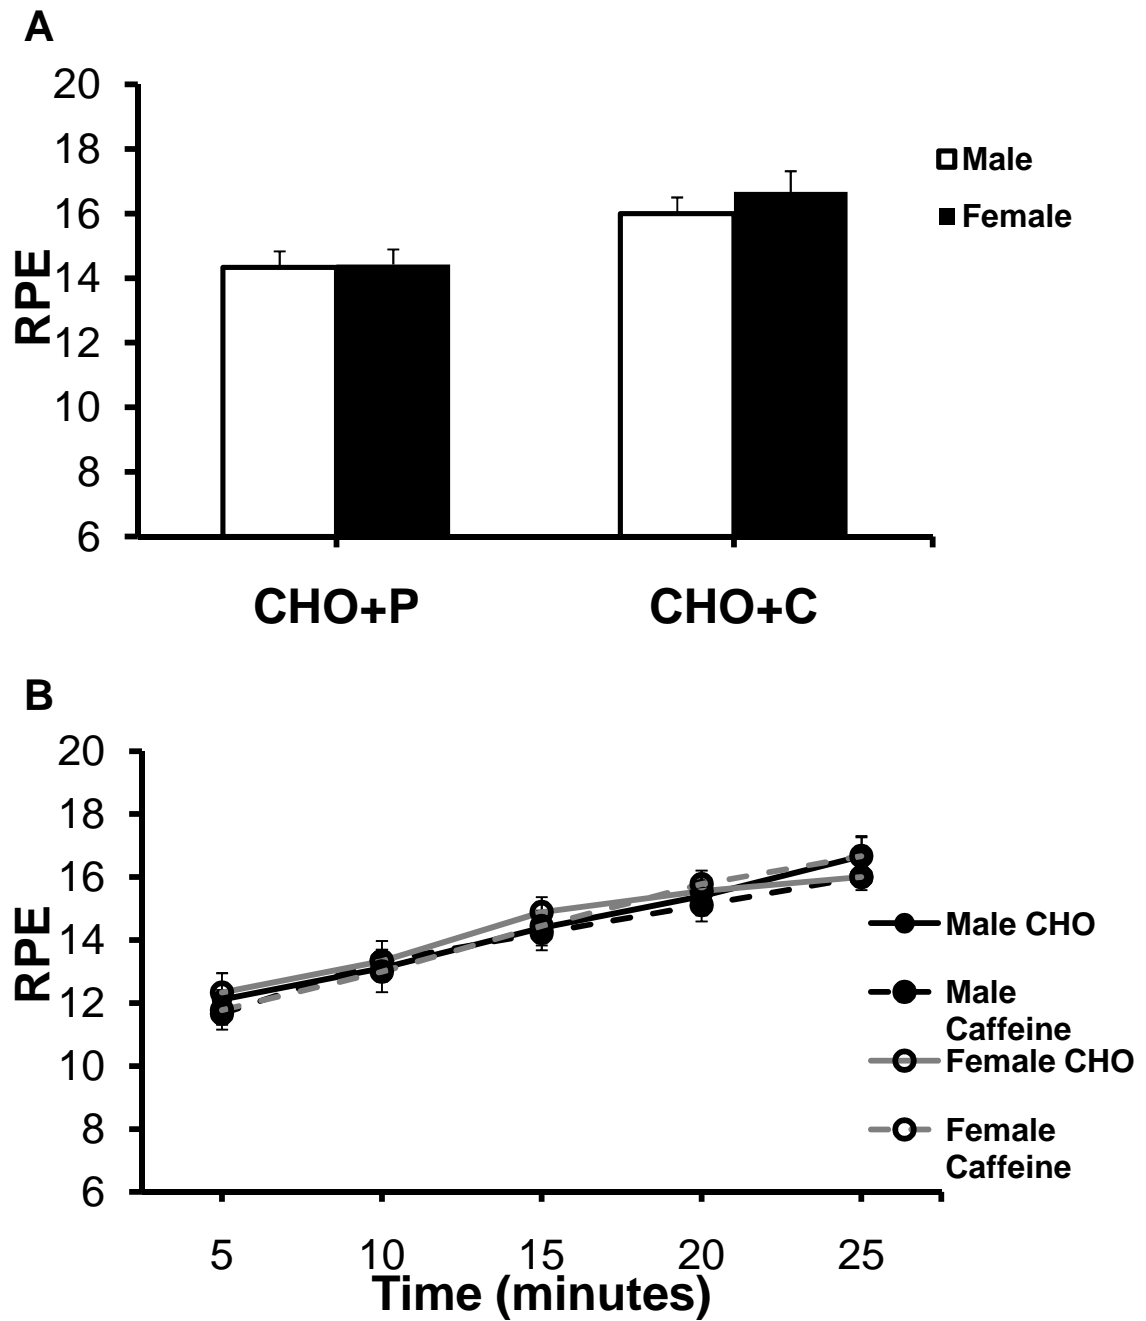 A
20
18
16
14
12
10
8
6
RPE
Male
Female
CHO+P
CHO+C
B
20
18
16
14
12
10
8
6
RPE
Male CHO
Male
Caffeine
Female CHO
Female
Caffeine
5 10 15 20 25
Time (minutes)